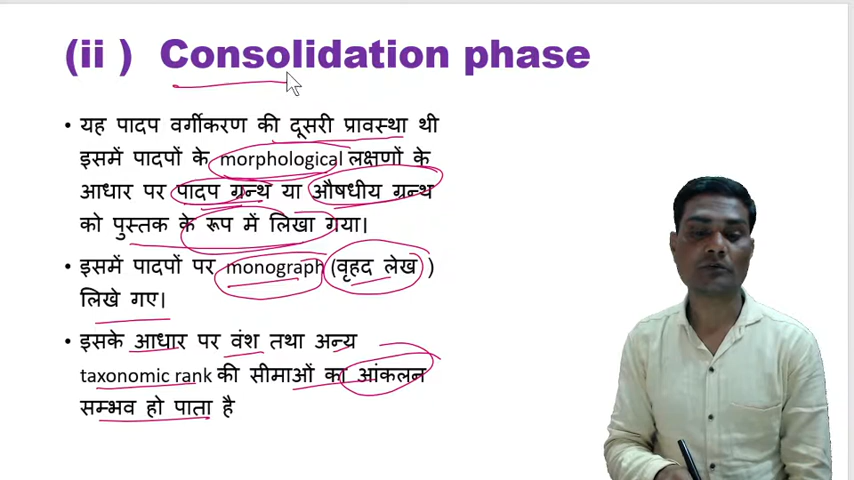 (ii ) Consolidation phase
• यह पादप वर्गीकरण की दूसरी प्रावस्था थी
इसमें पादपों के morphological लक्षणों के
आधार पर पादप ग्रन्थ या औषधीय ग्रन्थ
को पुस्तक के रूप में लिखा गया।
• इसमें पादपों पर monograph (वृहद लेख )
लिखे गए।
• इसके आधार पर वंश तथा अन्य
taxonomic rank की सीमाओं का आंकलन
सम्भव हो पाता है